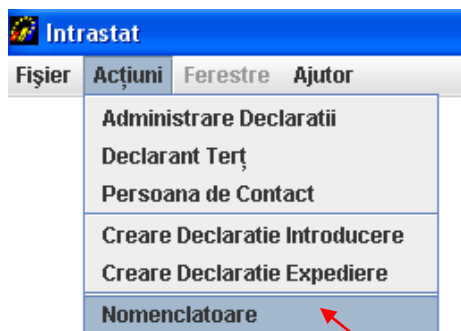 Intrastat
Fişier Acţiuni Ferestre Ajutor
Administrare Declaratii
Declarant Terţ
Persoana de Contact
Creare Declaratie Introducere
Creare Declaratie Expediere
Nomenclatoare